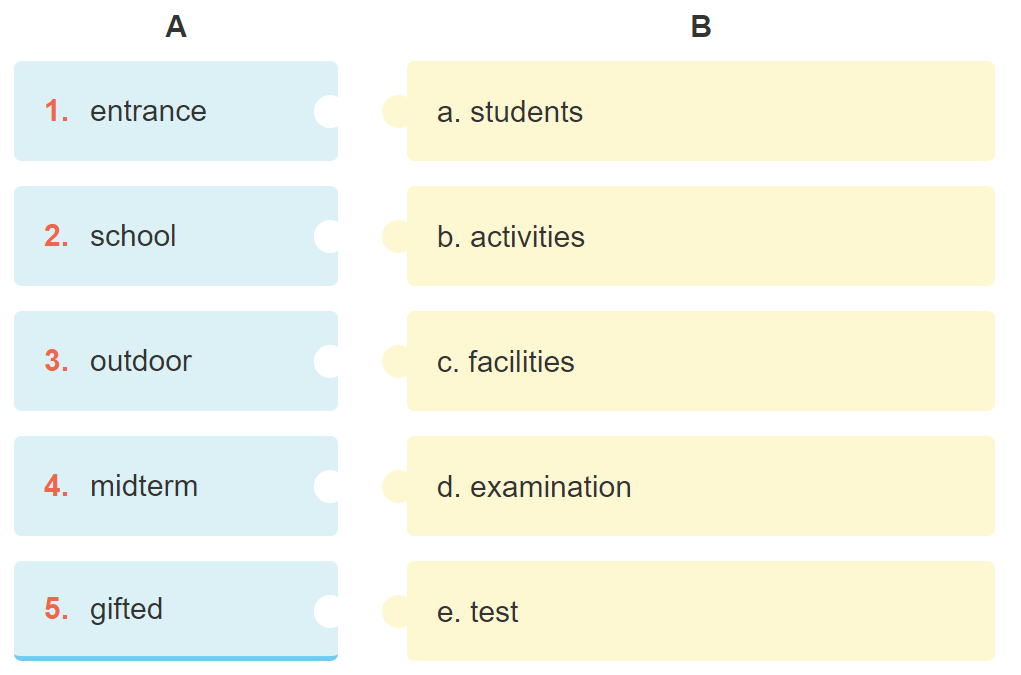 A B
1. entrance a. students
2. school b. activities
3. outdoor c. facilities
4. midterm d. examination
5. gifted e. test